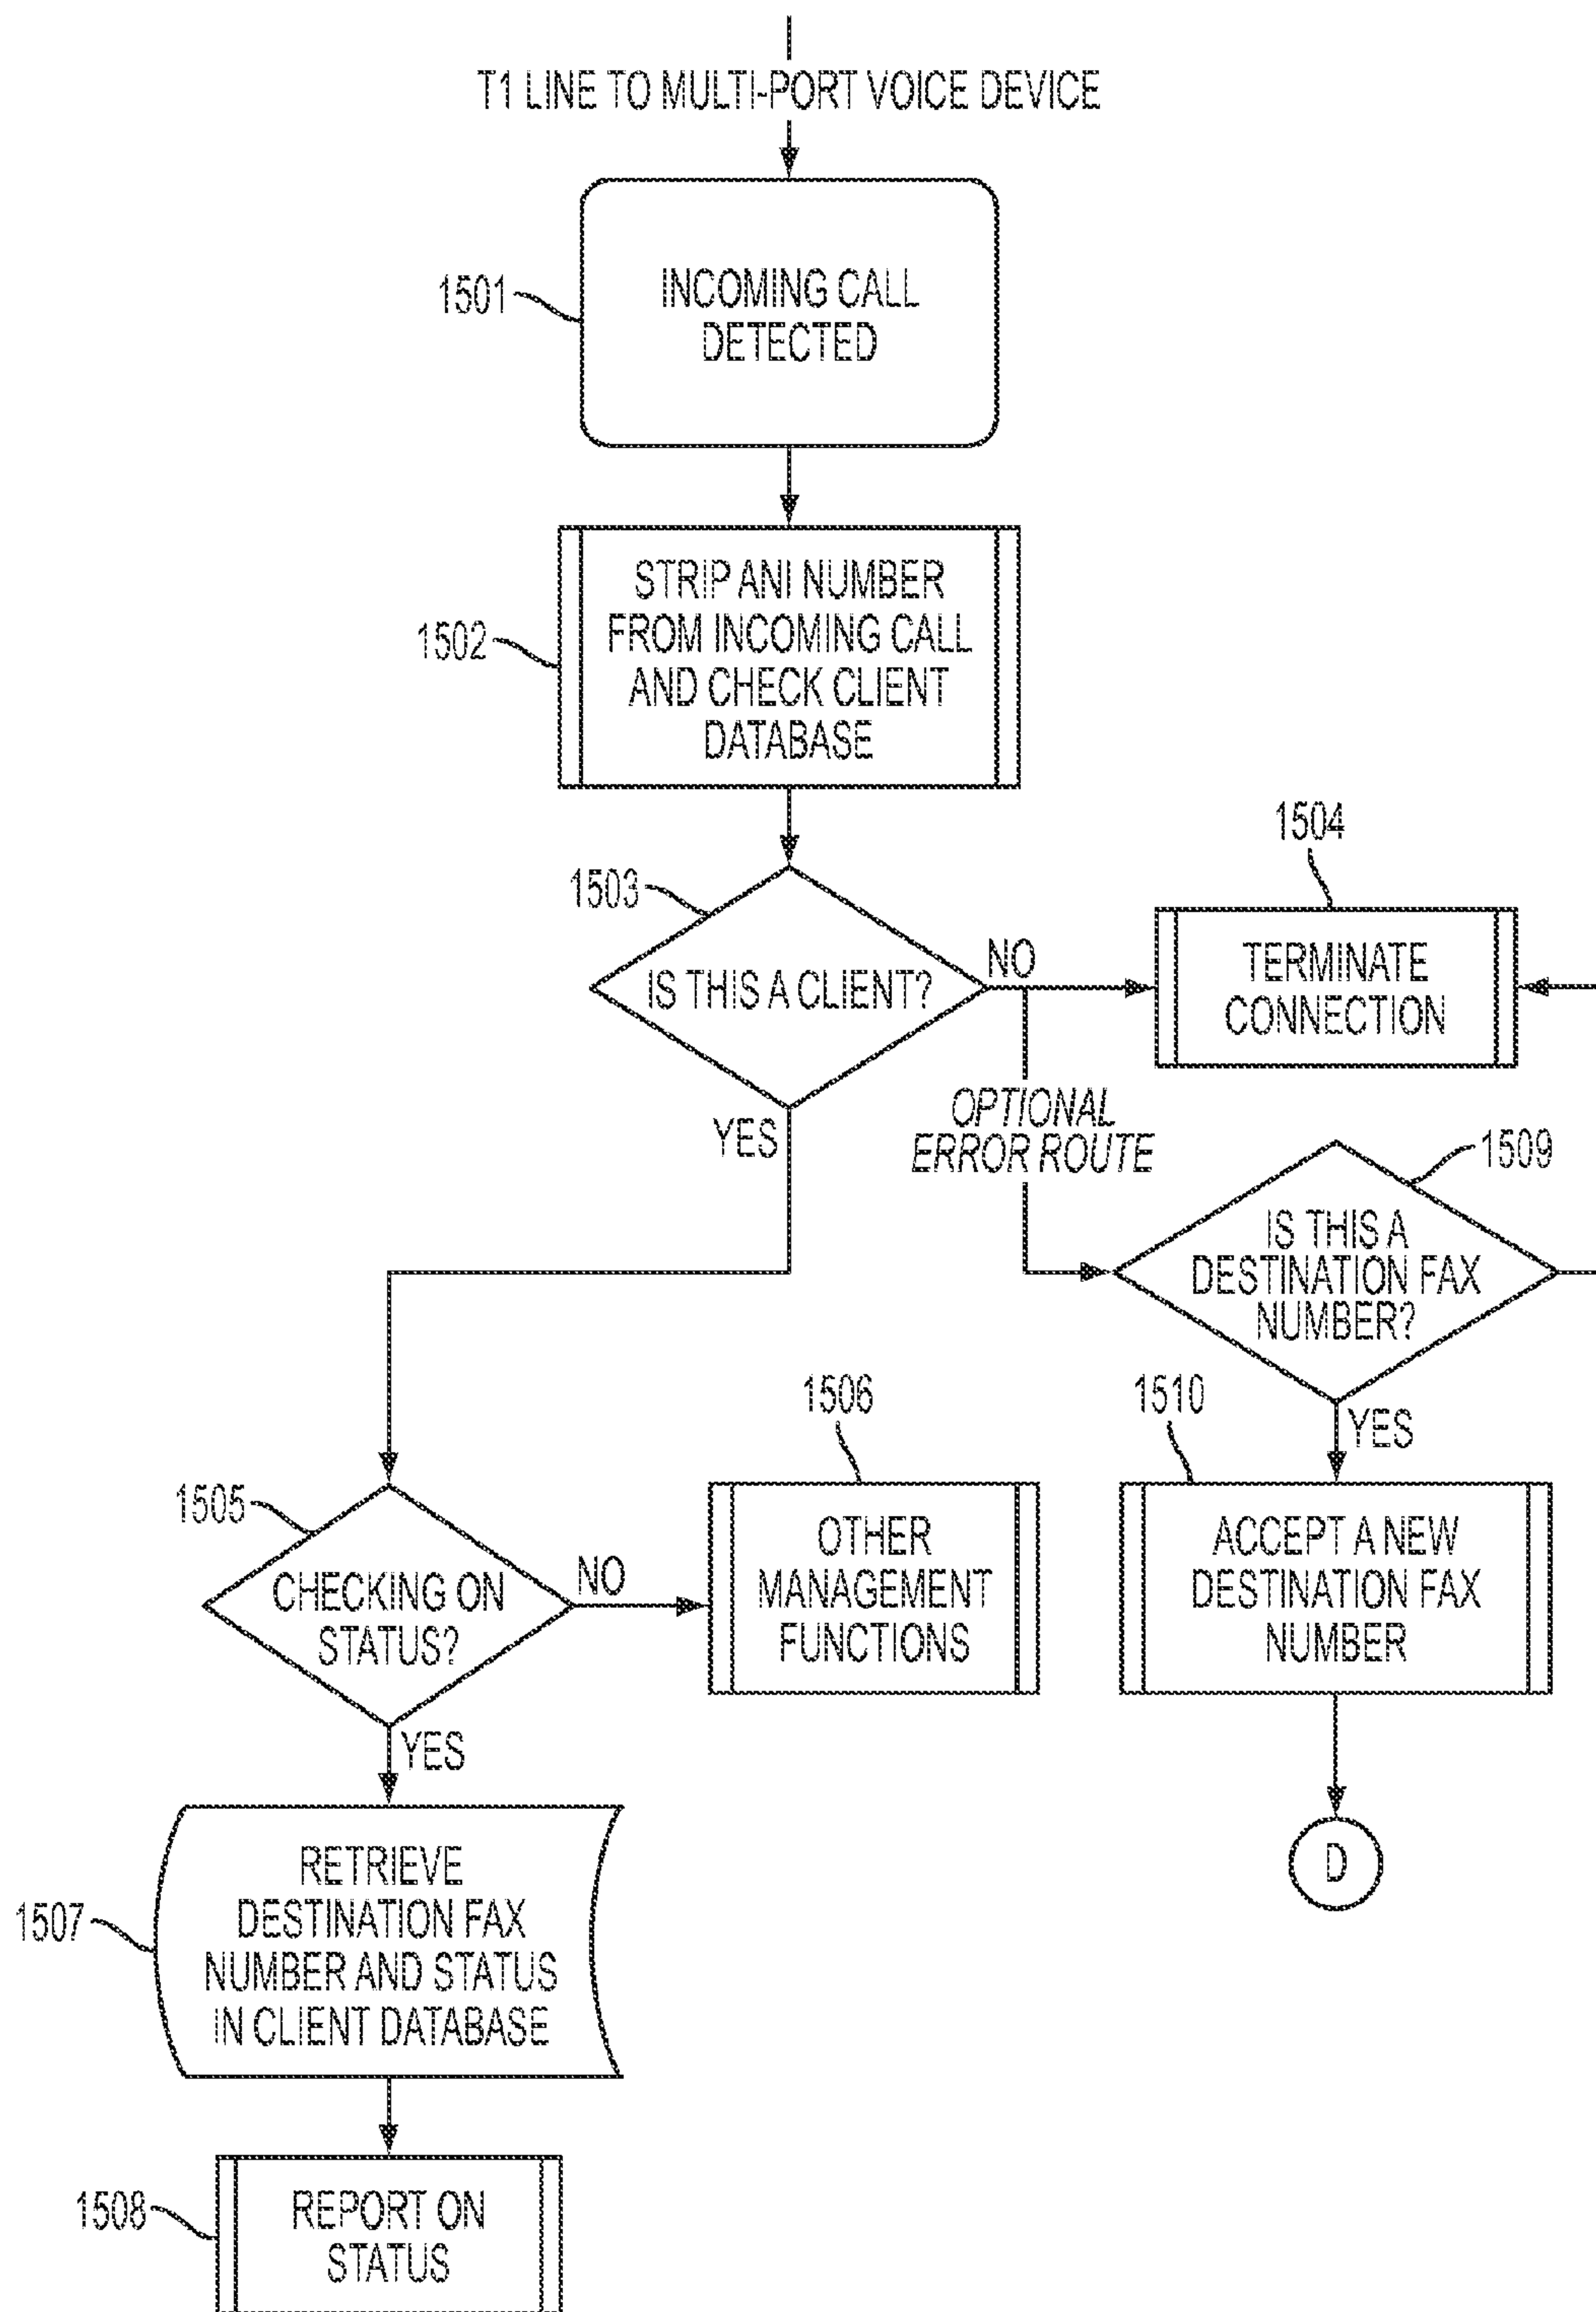 T1 LINE TO MULTI-PORT VOICE DEVICE
1501
INCOMING CALL
DETECTED
1502
STRIP ANI NUMBER
FROM INCOMING CALL
AND CHECK CLIENT
DATABASE
1503
IS THIS A CLIENT?
NO
YES
1504
TERMINATE
CONNECTION
OPTIONAL
ERROR ROUTE
1509
IS THIS A
DESTINATION FAX
NUMBER?
YES
1505
CHECKING ON
STATUS?
NO
YES
1506
OTHER
MANAGEMENT
FUNCTIONS
1510
ACCEPT A NEW
DESTINATION FAX
NUMBER
D
1507
RETRIEVE
DESTINATION FAX
NUMBER AND STATUS
IN CLIENT DATABASE
1508
REPORT ON
STATUS